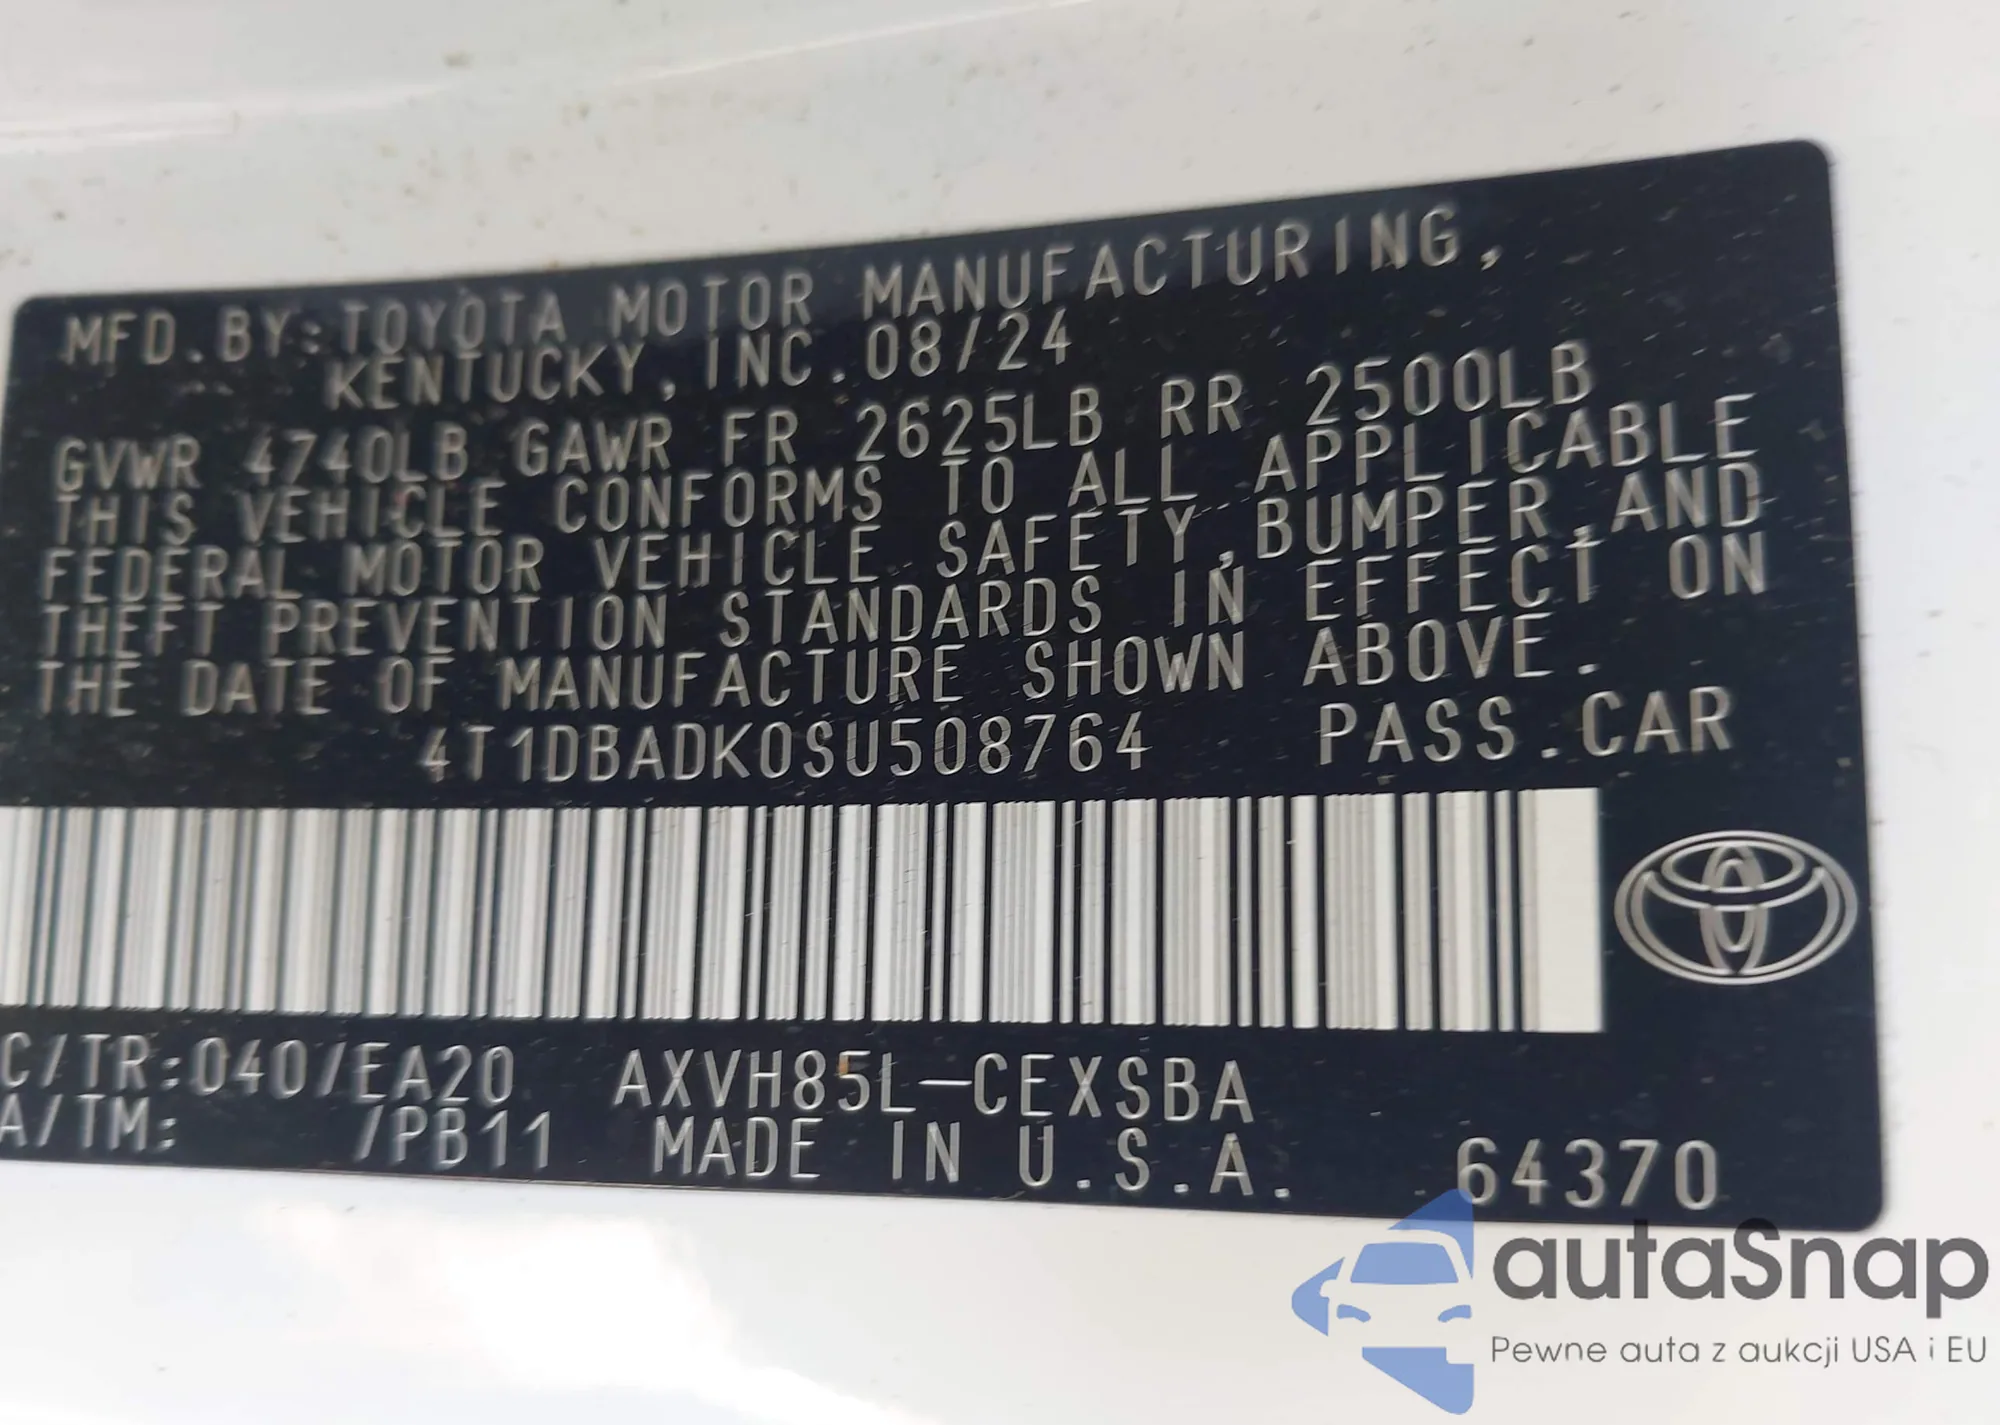 MFD.BY:TOYOTA MOTOR MANUFACTURING,
KENTUCKY, INC.08/24
GVWR 4740LB GAWR FR 2625LB RR 2500LB
THIS VEHICLE CONFORMS TO ALL APPLICABLE
FEDERAL MOTOR VEHICLE SAFETY,BUMPER,AND
THEFT PREVENTION STANDARDS IN EFFECT ON
THE DATE OF MANUFACTURE SHOWN ABOVE.
4T1DBADK0SU508764 PASS.CAR
C/TR:040/EA20 AXVH85L-CEXSBA
A/TM: /PB11 MADE IN U.S.A. 64370
autaSnap
Pewne auta z aukcji USA i EU